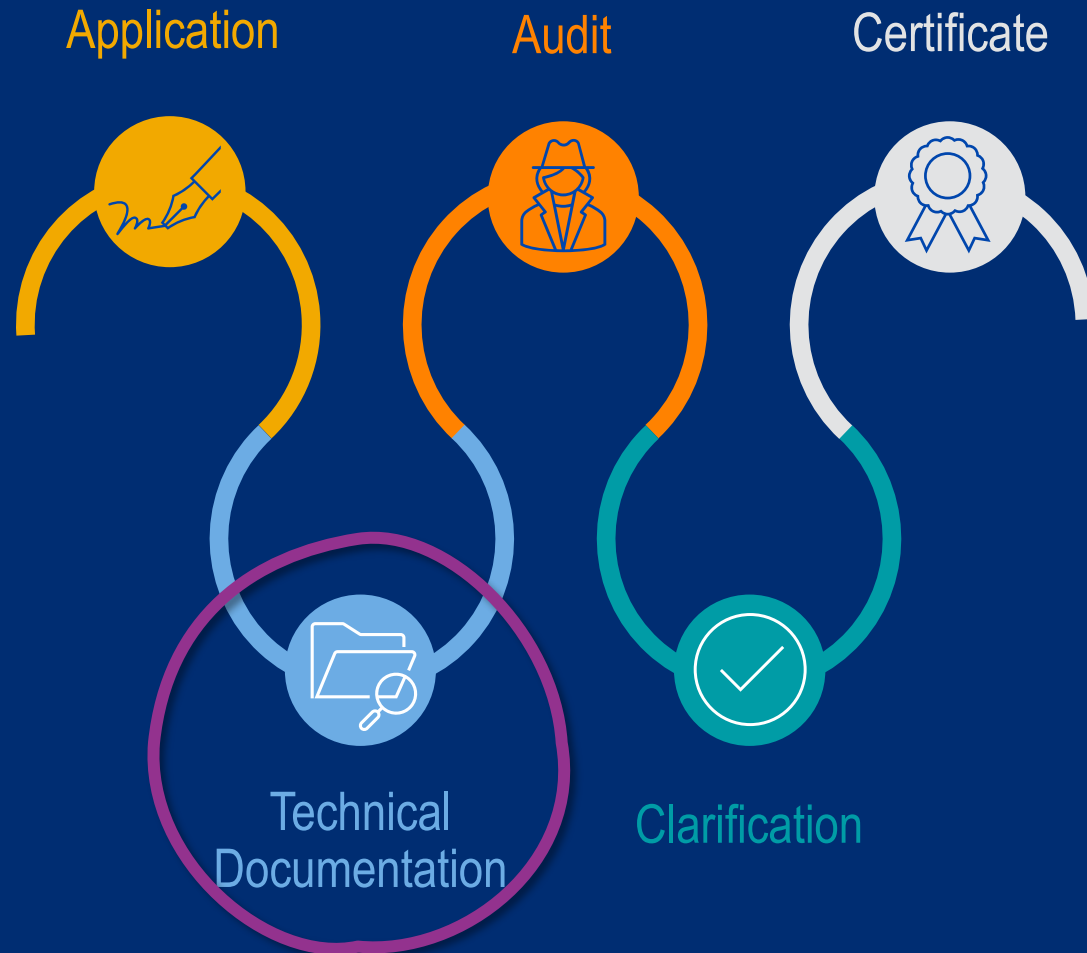 Application
Audit
Certificate
Technical
Documentation
Clarification